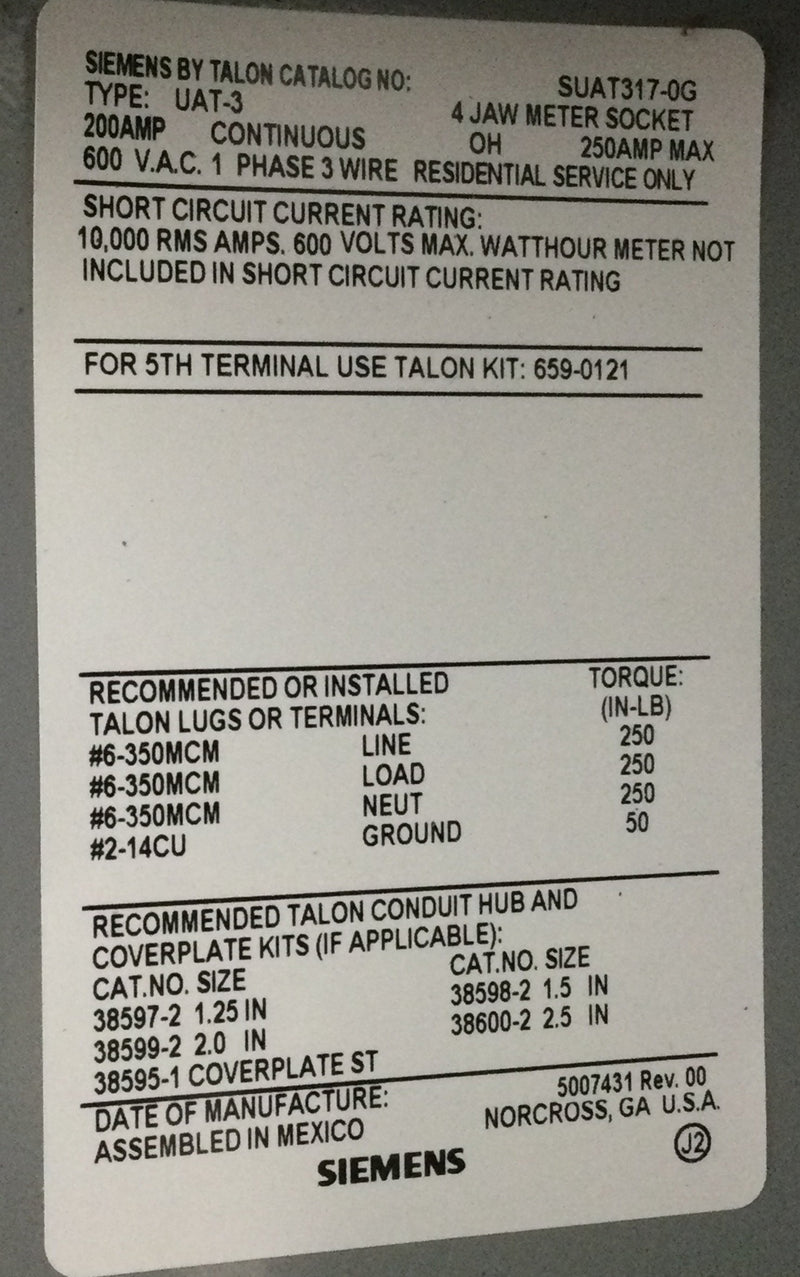 SIEMENS BY TALON CATALOG NO: SUAT317-0G
TYPE: UAT-3 4 JAW METER SOCKET
200AMP CONTINUOUS OH 250AMP MAX
600 V.A.C. 1 PHASE 3 WIRE RESIDENTIAL SERVICE ONLY
SHORT CIRCUIT CURRENT RATING:
10,000 RMS AMPS. 600 VOLTS MAX. WATTHOUR METER NOT
INCLUDED IN SHORT CIRCUIT CURRENT RATING
FOR 5TH TERMINAL USE TALON KIT: 659-0121
RECOMMENDED OR INSTALLED TORQUE:
TALON LUGS OR TERMINALS: (IN-LB)
#6-350MCM LINE 250
#6-350MCM LOAD 250
#6-350MCM NEUT 250
#2-14CU GROUND 50
RECOMMENDED TALON CONDUIT HUB AND
COVERPLATE KITS (IF APPLICABLE):
CAT.NO. SIZE CAT.NO. SIZE
38597-2 1.25 IN 38598-2 1.5 IN
38599-2 2.0 IN 38600-2 2.5 IN
38595-1 COVERPLATE ST
DATE OF MANUFACTURE: 5007431 Rev. 00
ASSEMBLED IN MEXICO NORCROSS, GA U.S.A.
SIEMENS J2